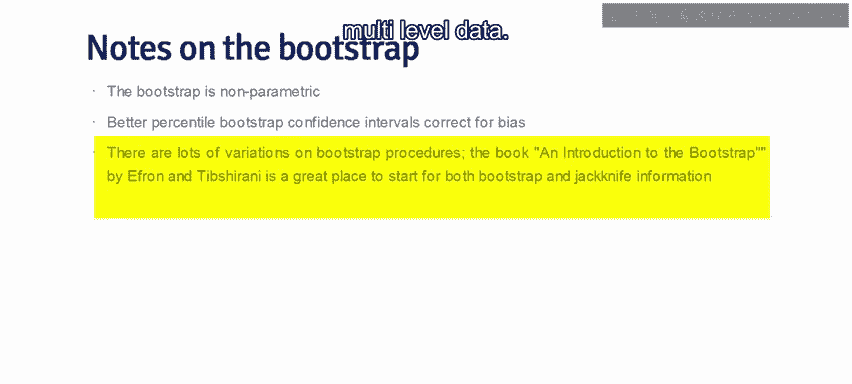 multi level data.
Notes on the bootstrap
· The bootstrap is non-parametric
· Better percentile bootstrap confidence intervals correct for bias
· There are lots of variations on bootstrap procedures; the book "An Introduction to the Bootstrap""
by Efron and Tibshirani is a great place to start for both bootstrap and jackknife information